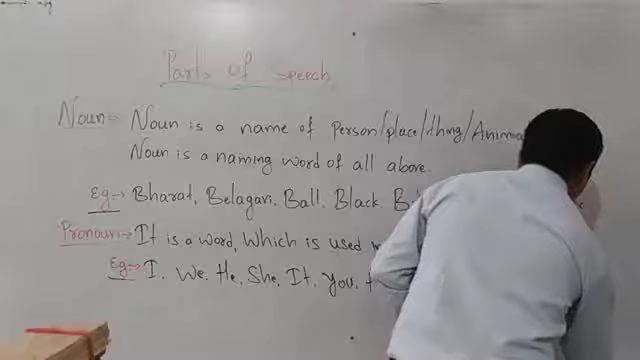 Parts of speech
Noun:- Noun is a name of Person/place/thing/Anima
Noun is a naming word of all above.
Eg:→ Bharat, Belagavi, Ball, Black,
Pronoun:→ It is a word, Which is used
Eg:→ I, We, He, She, It, You,